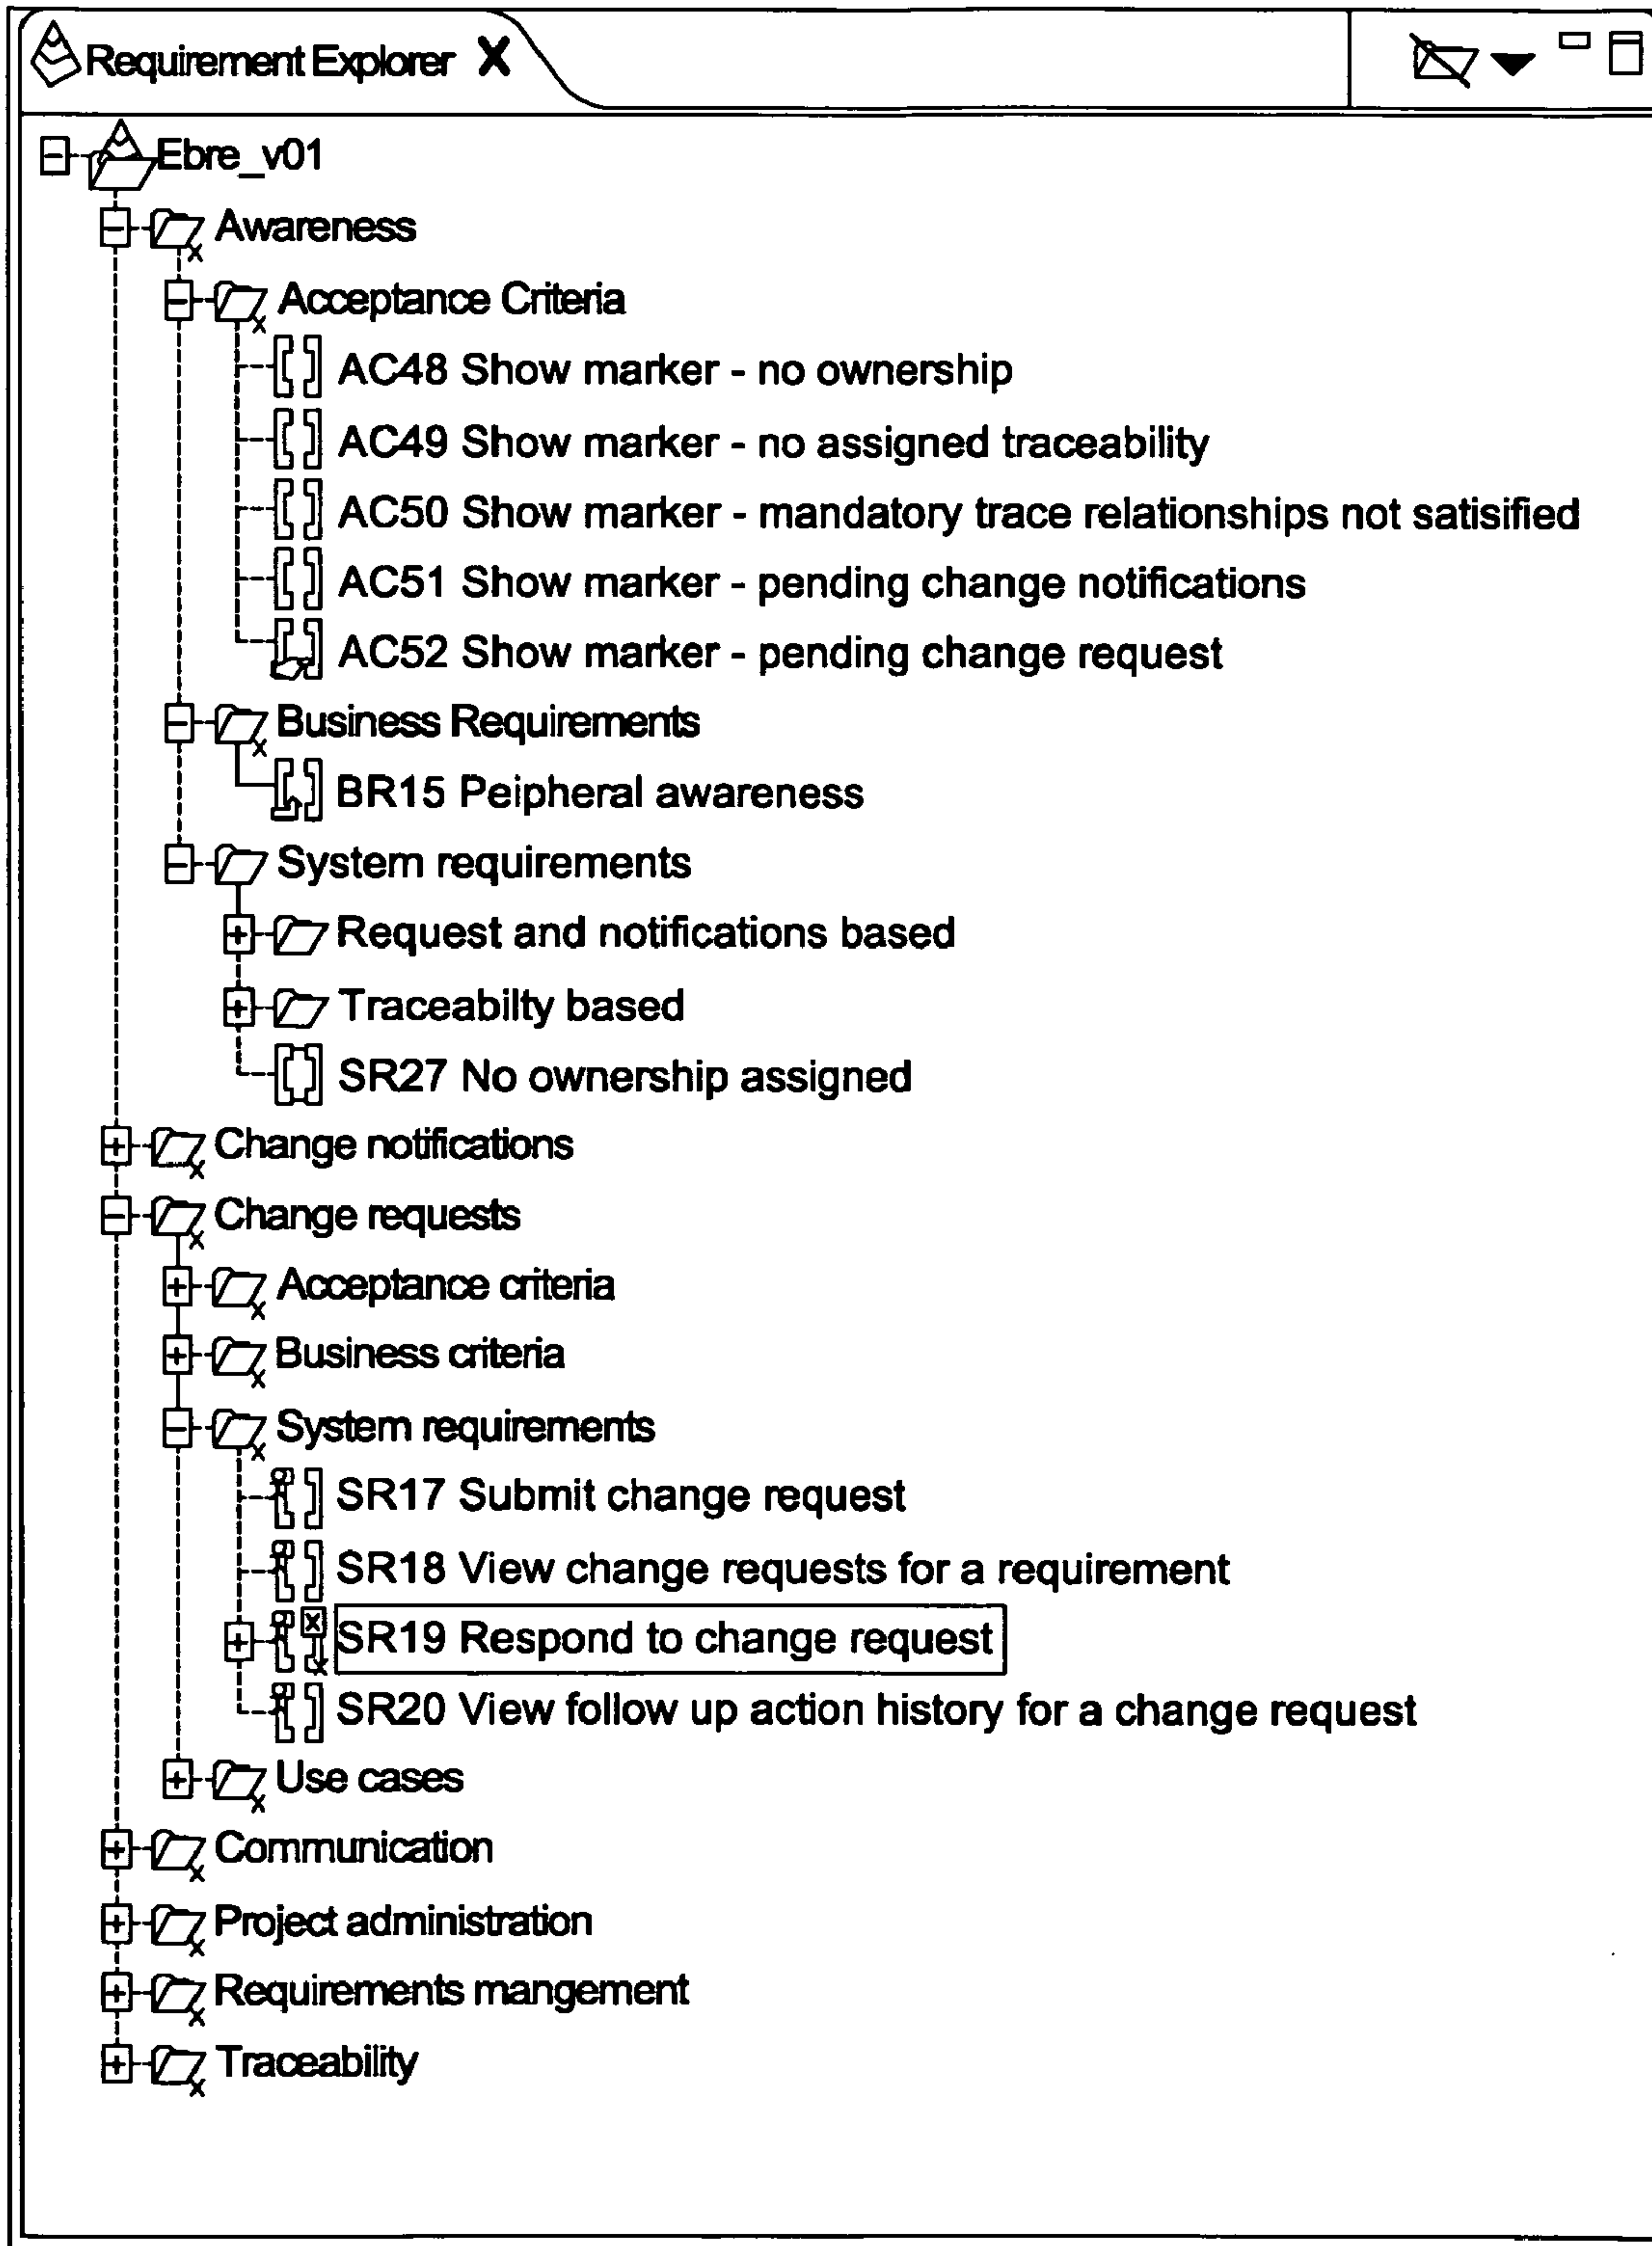 Requirement Explorer X
Ebre_v01
Awareness
Acceptance Criteria
AC48 Show marker - no ownership
AC49 Show marker - no assigned traceability
AC50 Show marker - mandatory trace relationships not satisified
AC51 Show marker - pending change notifications
AC52 Show marker - pending change request
Business Requirements
BR15 Peipheral awareness
System requirements
Request and notifications based
Traceabilty based
SR27 No ownership assigned
Change notifications
Change requests
Acceptance criteria
Business criteria
System requirements
SR17 Submit change request
SR18 View change requests for a requirement
SR19 Respond to change request
SR20 View follow up action history for a change request
Use cases
Communication
Project administration
Requirements mangement
Traceability